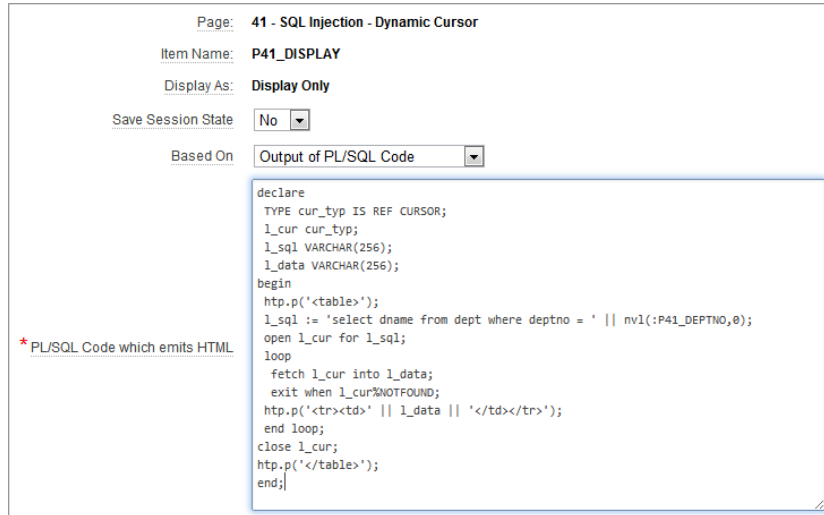 Page: 41 - SQL Injection - Dynamic Cursor
Item Name: P41_DISPLAY
Display As: Display Only
Save Session State No
Based On Output of PL/SQL Code
* PL/SQL Code which emits HTML
declare
TYPE cur_typ IS REF CURSOR;
l_cur cur_typ;
l_sql VARCHAR(256);
l_data VARCHAR(256);
begin
htp.p('<table>');
l_sql := 'select dname from dept where deptno = ' || nvl(:P41_DEPTNO,0);
open l_cur for l_sql;
loop
fetch l_cur into l_data;
exit when l_cur%NOTFOUND;
htp.p('<tr><td>' || l_data || '</td></tr>');
end loop;
close l_cur;
htp.p('</table>');
end;